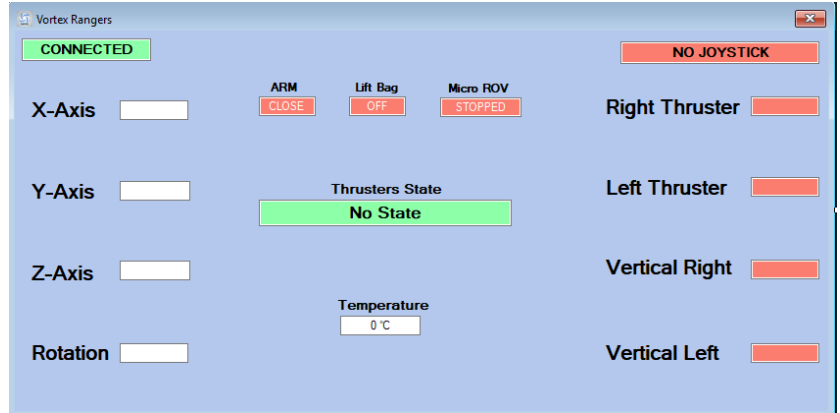 Vortex Rangers
CONNECTED
NO JOYSTICK
ARM
Lift Bag
Micro ROV
CLOSE
OFF
STOPPED
X-Axis
Right Thruster
Y-Axis
Thrusters State
Left Thruster
No State
Z-Axis
Vertical Right
Temperature
0 °C
Rotation
Vertical Left